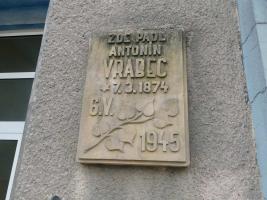 ZDE PADL
ANTONÍN
VRABEC
*7.3.1874
6.V.
1945